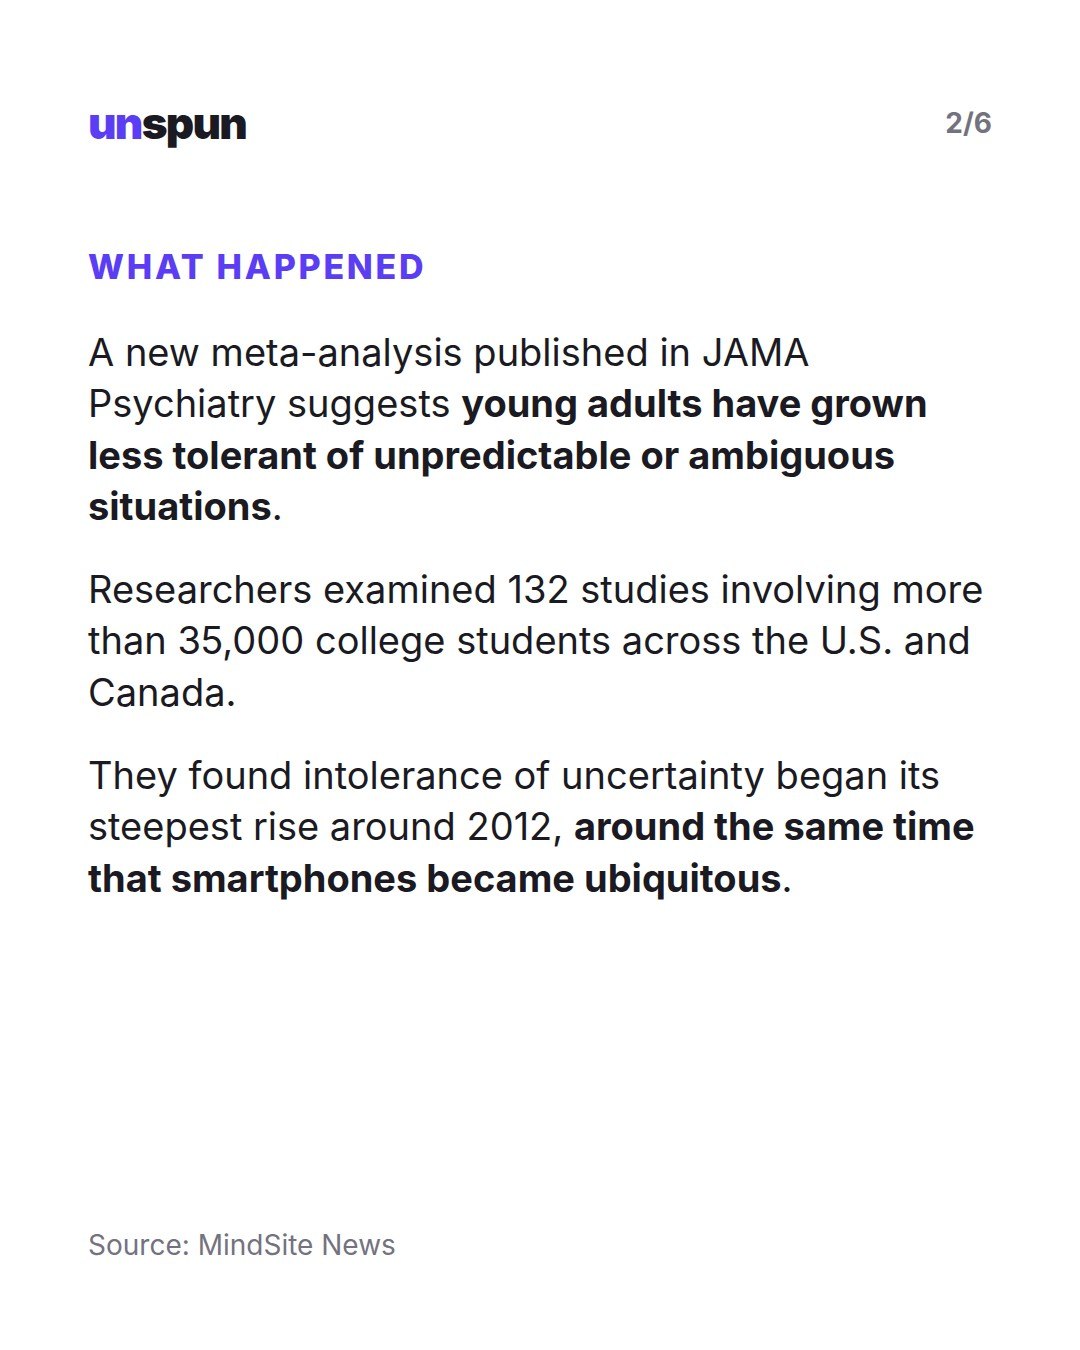 unspun
2/6
WHAT HAPPENED
A new meta-analysis published in JAMA
Psychiatry suggests young adults have grown
less tolerant of unpredictable or ambiguous
situations.
Researchers examined 132 studies involving more
than 35,000 college students across the U.S. and
Canada.
They found intolerance of uncertainty began its
steepest rise around 2012, around the same time
that smartphones became ubiquitous.
Source: MindSite News